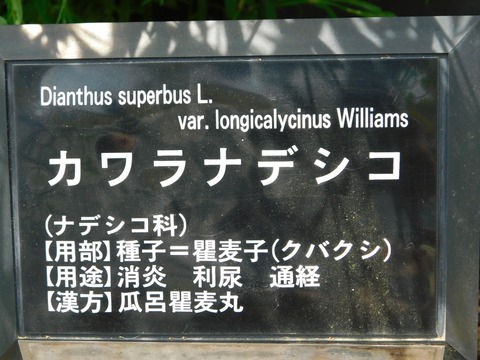 Dianthus superbus L.
var. longicalycinus Williams
カワラナデシコ
(ナデシコ科)
【用部】種子＝瞿麦子(クバクシ)
【用途】消炎　利尿　通経
【漢方】瓜呂瞿麦丸